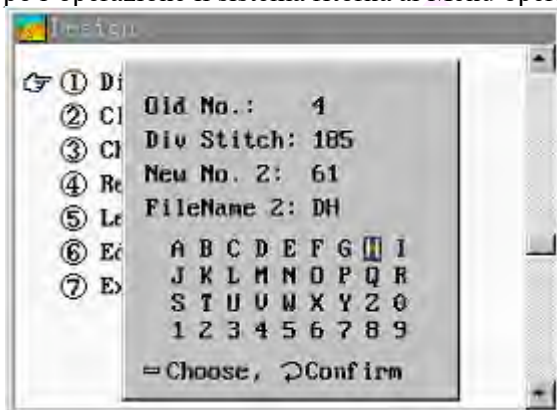 Design
① Di
② Cl
③ Cl
④ Re
⑤ Le
⑥ Ed
⑦ Ex
Old No.: 4
Div Stitch: 185
New No. 2: 61
FileName 2: DH
A B C D E F G H I
J K L M N O P Q R
S T U V W X Y Z 0
1 2 3 4 5 6 7 8 9
Choose, Confirm